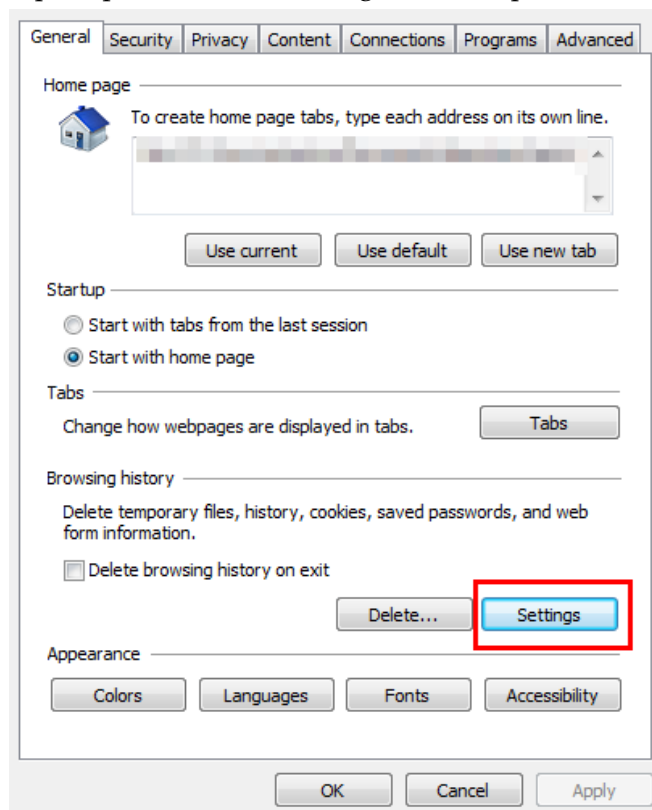 General Security Privacy Content Connections Programs Advanced
Home page
To create home page tabs, type each address on its own line.
Use current Use default Use new tab
Startup
Start with tabs from the last session
Start with home page
Tabs
Change how webpages are displayed in tabs. Tabs
Browsing history
Delete temporary files, history, cookies, saved passwords, and web
form information.
Delete browsing history on exit
Delete... Settings
Appearance
Colors Languages Fonts Accessibility
OK Cancel Apply